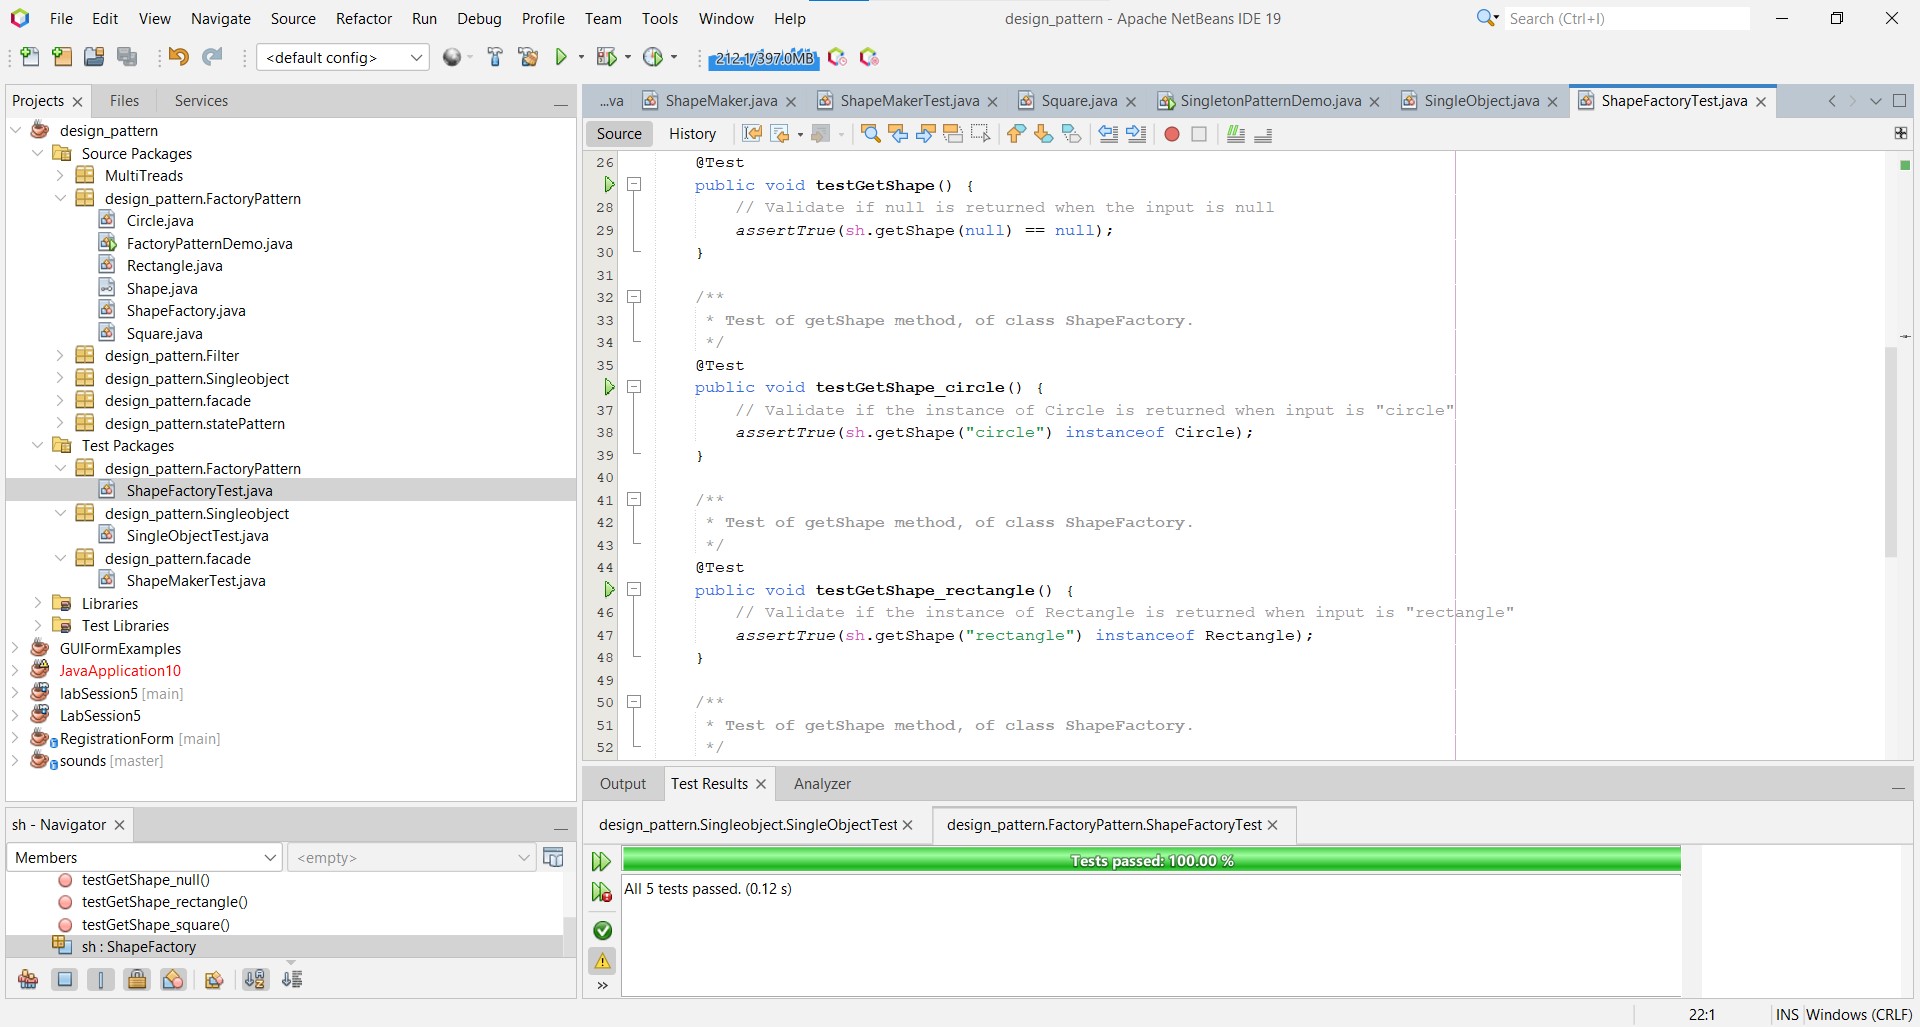 File Edit View Navigate Source Refactor Run Debug Profile Team Tools Window Help
design_pattern - Apache NetBeans IDE 19
Search (Ctrl+I)
<default config>
212.1/397.0MB
Projects Files Services
design_pattern
Source Packages
MultiTreads
design_pattern.FactoryPattern
Circle.java
FactoryPatternDemo.java
Rectangle.java
Shape.java
ShapeFactory.java
Square.java
design_pattern.Filter
design_pattern.Singleobject
design_pattern.facade
design_pattern.statePattern
Test Packages
design_pattern.FactoryPattern
ShapeFactoryTest.java
design_pattern.Singleobject
SingleObjectTest.java
design_pattern.facade
ShapeMakerTest.java
Libraries
Test Libraries
GUIFormExamples
JavaApplication10
labSession5 [main]
LabSession5
RegistrationForm [main]
sounds [master]
sh - Navigator
Members
<empty>
testGetShape_null()
testGetShape_rectangle()
testGetShape_square()
sh : ShapeFactory
...va ShapeMaker.java ShapeMakerTest.java Square.java SingletonPatternDemo.java SingleObject.java ShapeFactoryTest.java
Source History
26 @Test
public void testGetShape() {
28 // Validate if null is returned when the input is null
29 assertTrue(sh.getShape(null) == null);
30 }
31
32 /**
33 * Test of getShape method, of class ShapeFactory.
34 */
35 @Test
public void testGetShape_circle() {
37 // Validate if the instance of Circle is returned when input is "circle"
38 assertTrue(sh.getShape("circle") instanceof Circle);
39 }
40
41 /**
42 * Test of getShape method, of class ShapeFactory.
43 */
44 @Test
public void testGetShape_rectangle() {
46 // Validate if the instance of Rectangle is returned when input is "rectangle"
47 assertTrue(sh.getShape("rectangle") instanceof Rectangle);
48 }
49
50 /**
51 * Test of getShape method, of class ShapeFactory.
52 */
Output Test Results Analyzer
design_pattern.Singleobject.SingleObjectTest design_pattern.FactoryPattern.ShapeFactoryTest
Tests passed: 100.00 %
All 5 tests passed. (0.12 s)
22:1 INS Windows (CRLF)